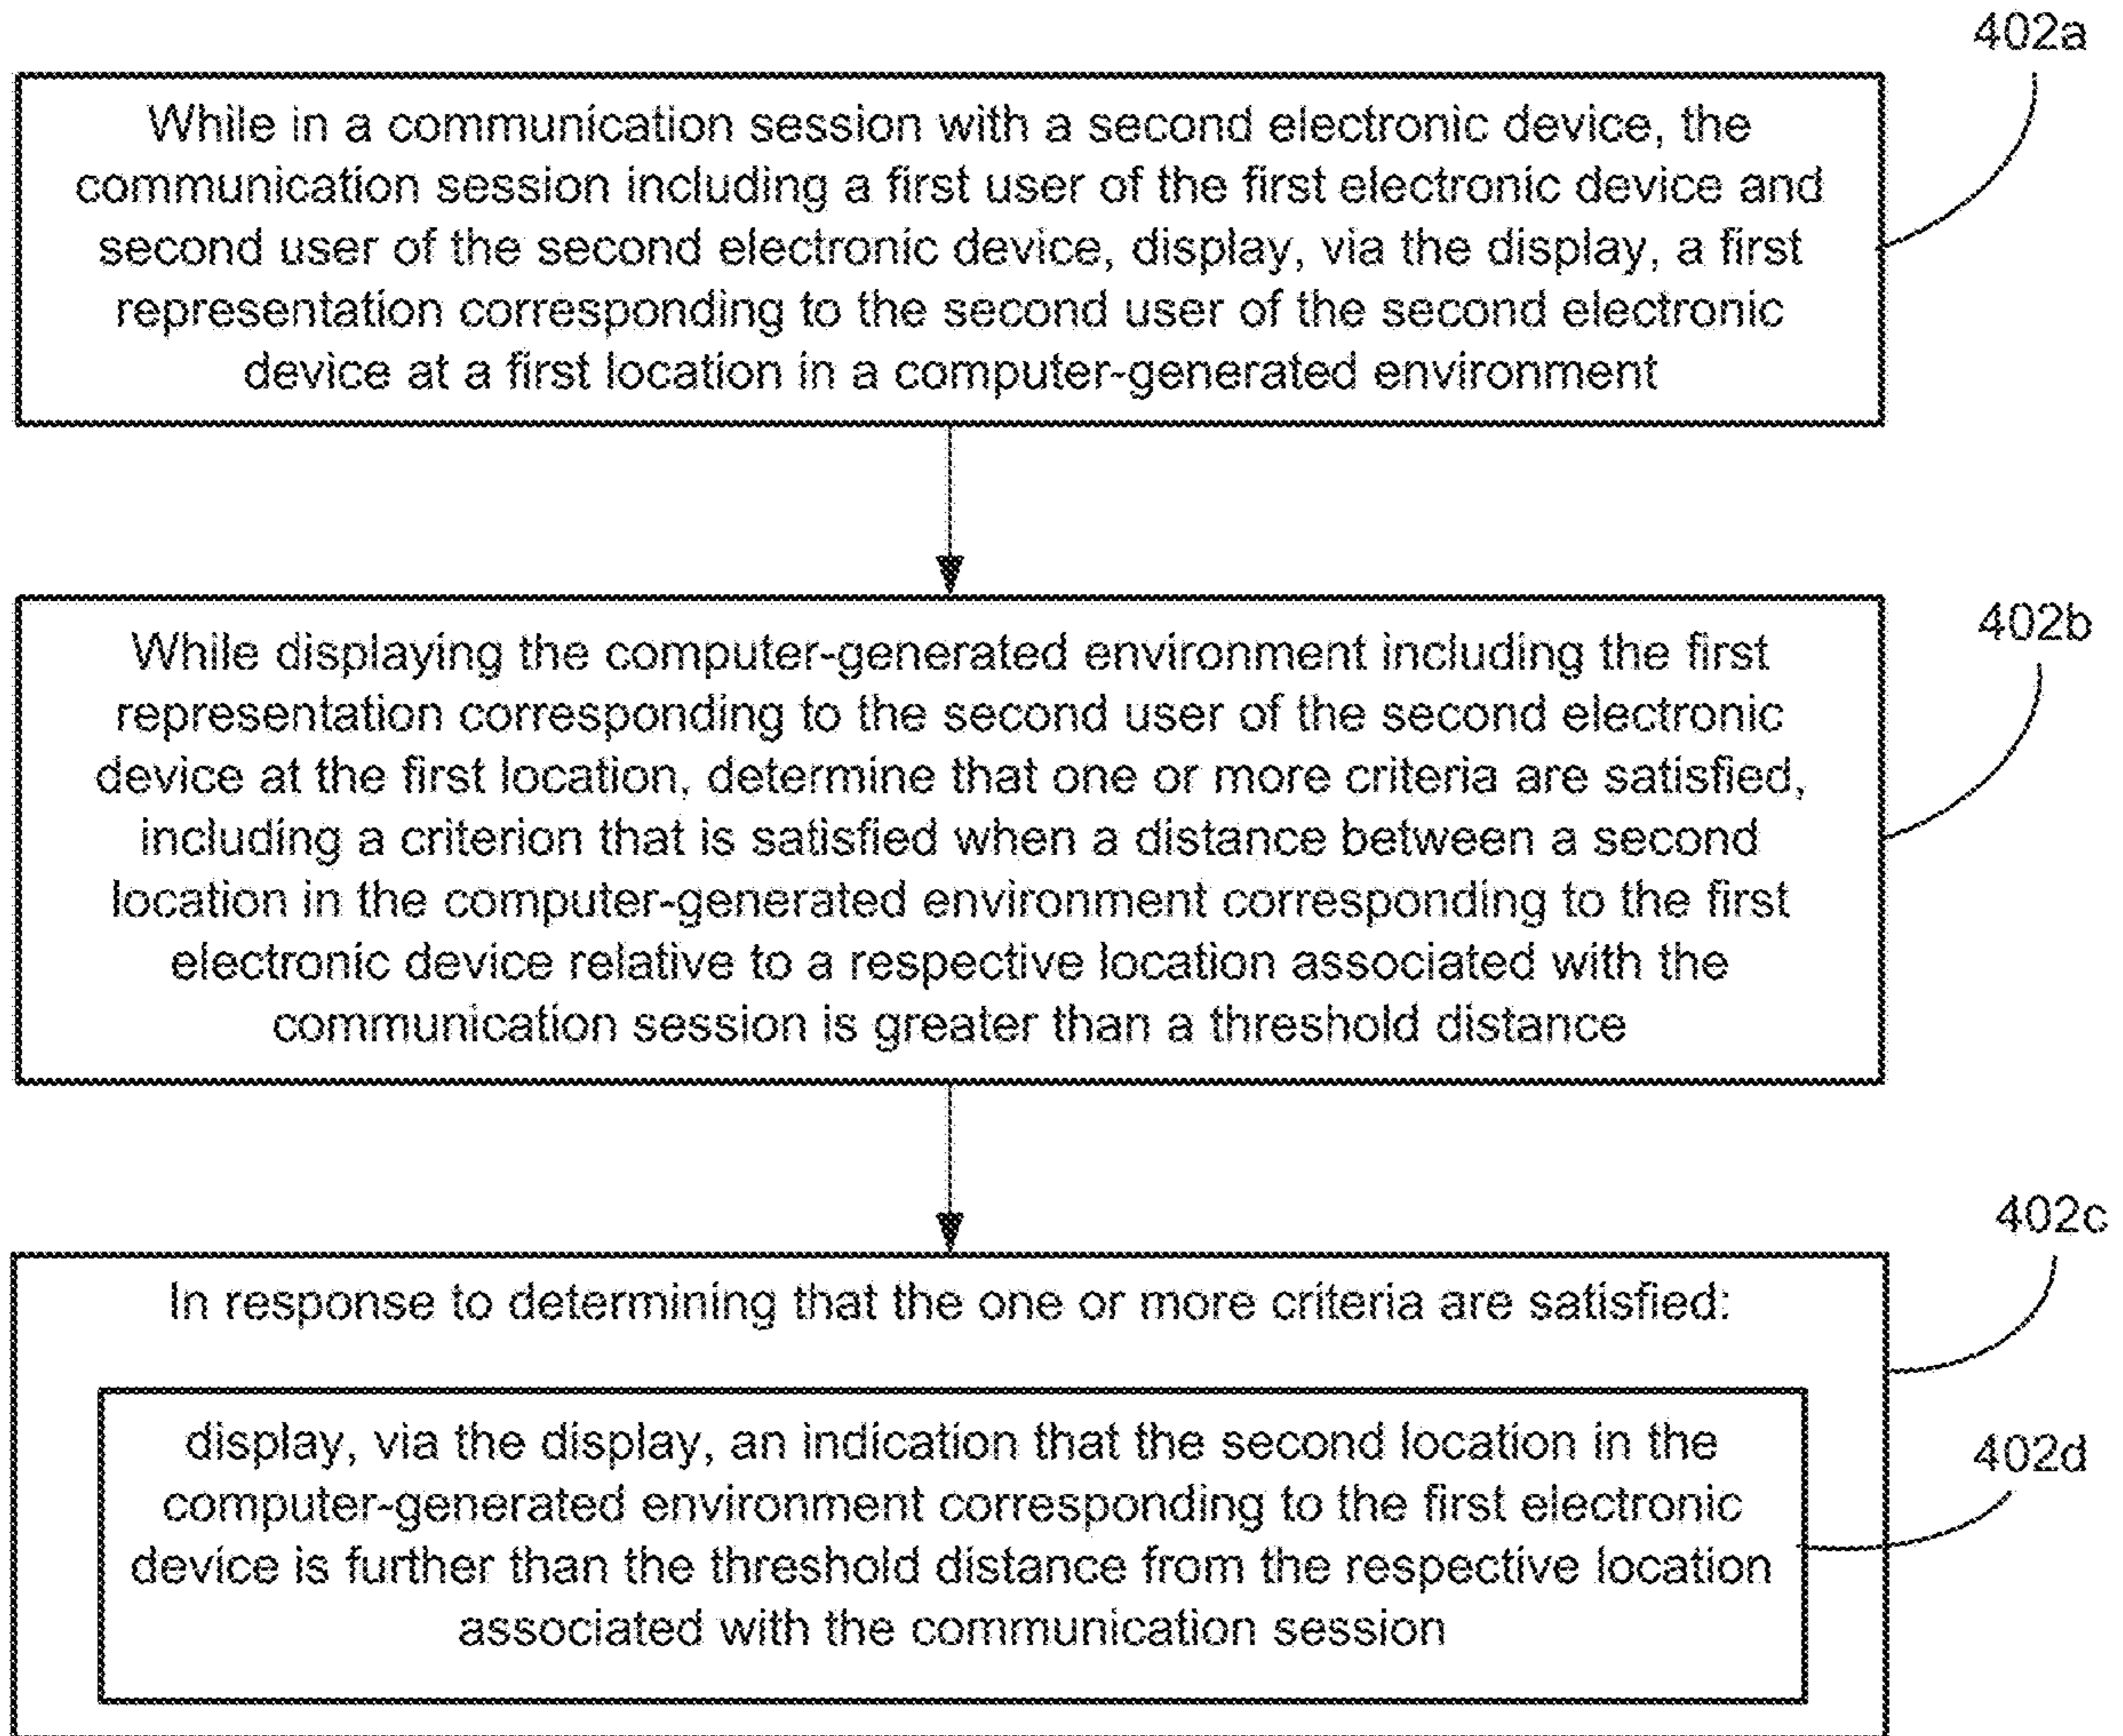 402a
While in a communication session with a second electronic device, the
communication session including a first user of the first electronic device and
second user of the second electronic device, display, via the display, a first
representation corresponding to the second user of the second electronic
device at a first location in a computer-generated environment
402b
While displaying the computer-generated environment including the first
representation corresponding to the second user of the second electronic
device at the first location, determine that one or more criteria are satisfied,
including a criterion that is satisfied when a distance between a second
location in the computer-generated environment corresponding to the first
electronic device relative to a respective location associated with the
communication session is greater than a threshold distance
402c
In response to determining that the one or more criteria are satisfied:
402d
display, via the display, an indication that the second location in the
computer-generated environment corresponding to the first electronic
device is further than the threshold distance from the respective location
associated with the communication session